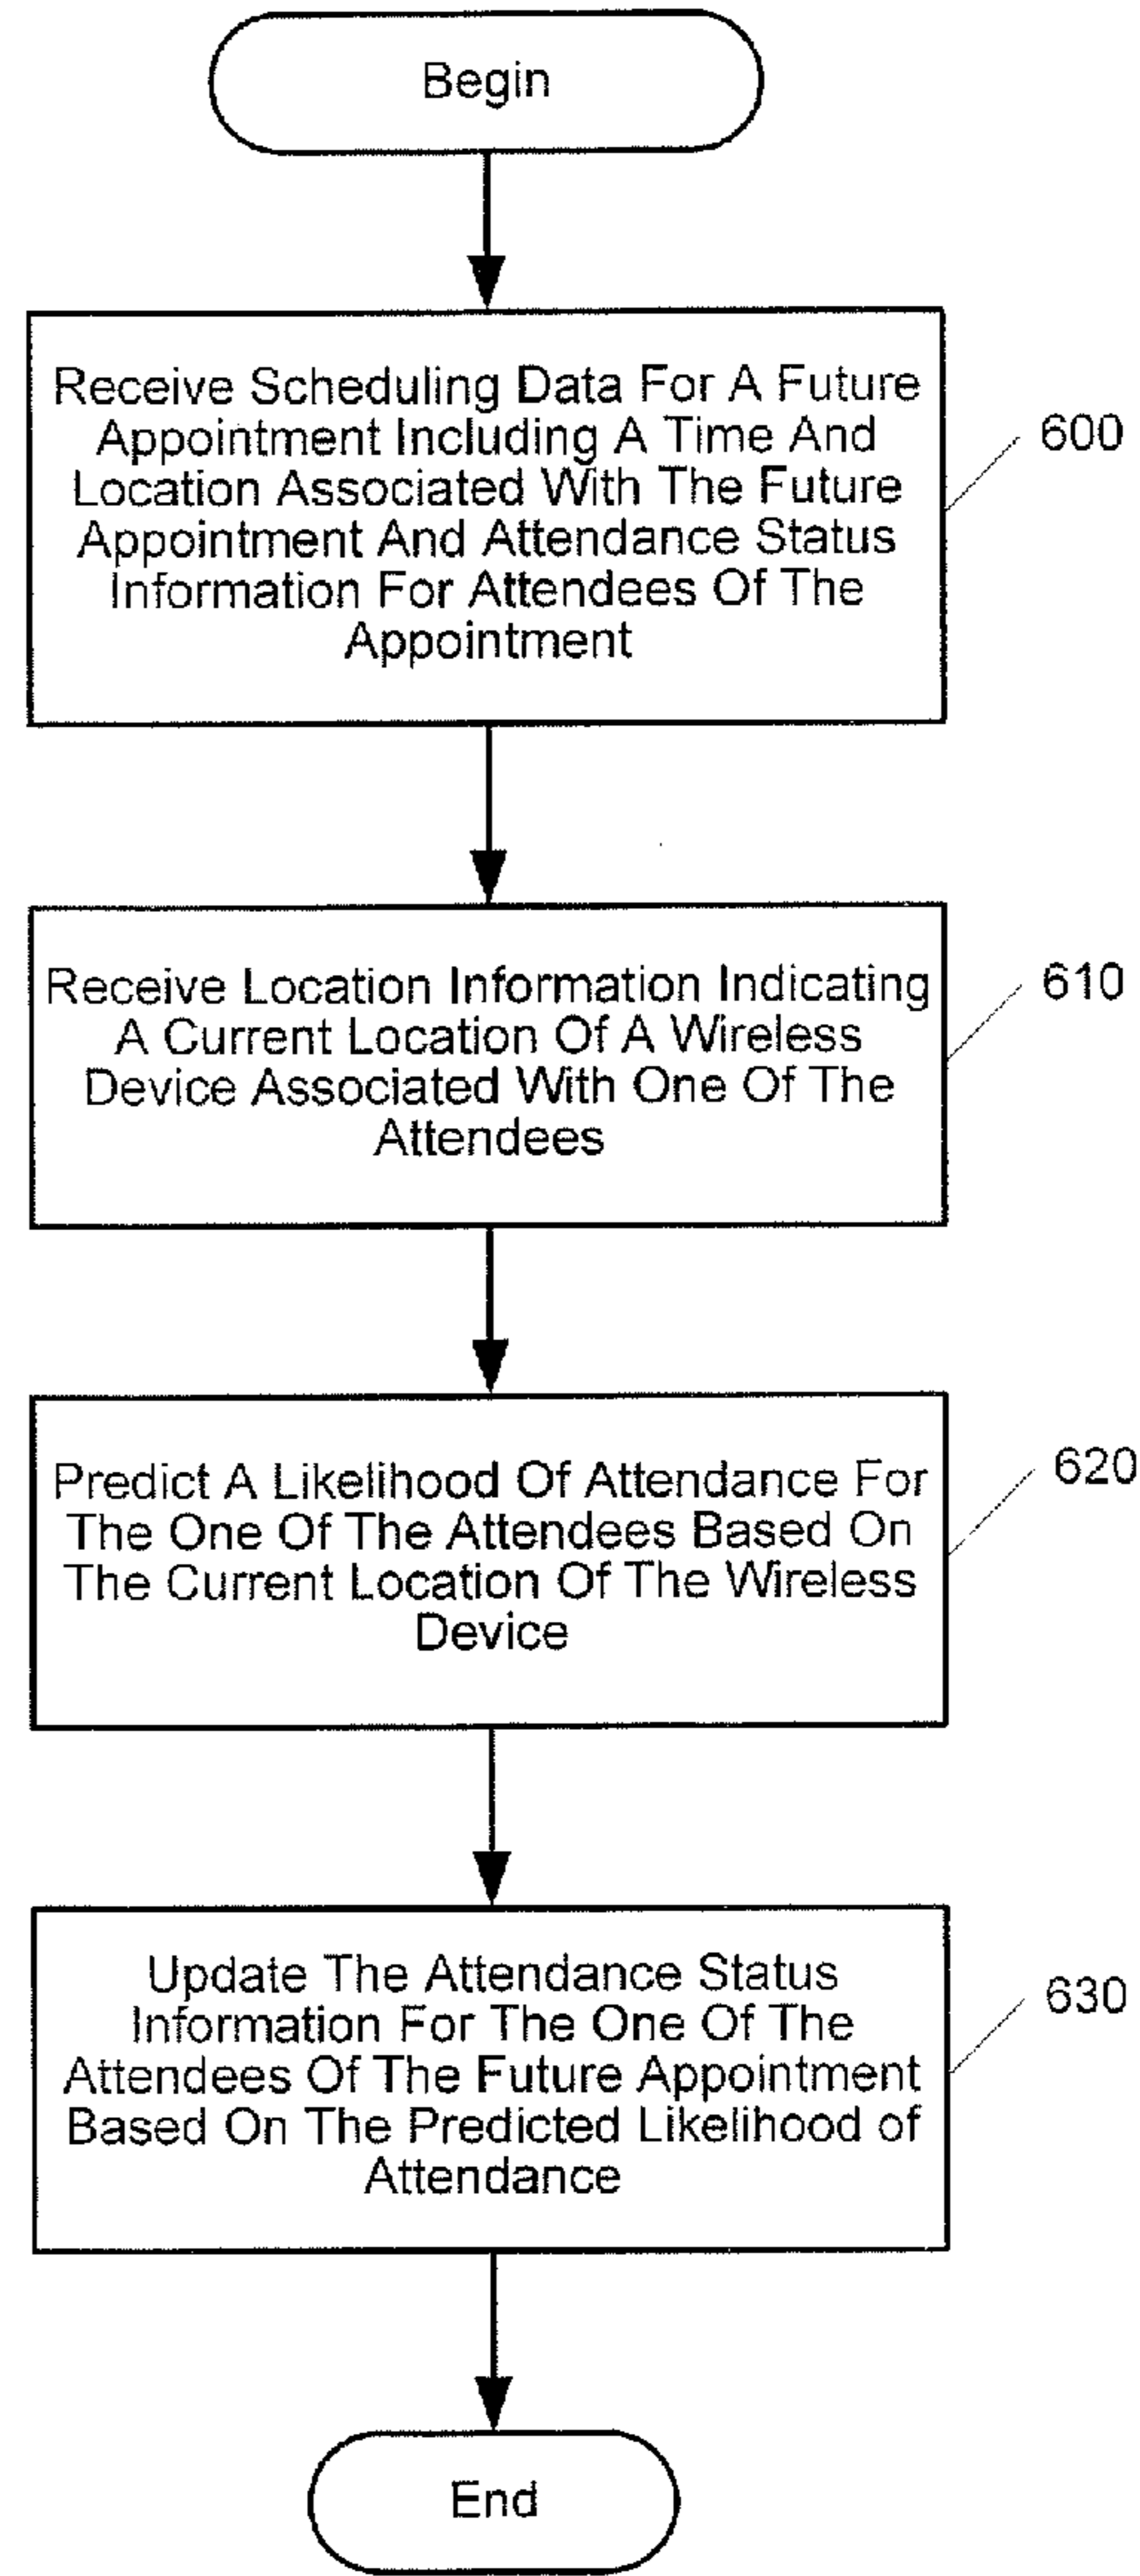 Begin
Receive Scheduling Data For A Future
Appointment Including A Time And
Location Associated With The Future
Appointment And Attendance Status
Information For Attendees Of The
Appointment
600
Receive Location Information Indicating
A Current Location Of A Wireless
Device Associated With One Of The
Attendees
610
Predict A Likelihood Of Attendance For
The One Of The Attendees Based On
The Current Location Of The Wireless
Device
620
Update The Attendance Status
Information For The One Of The
Attendees Of The Future Appointment
Based On The Predicted Likelihood of
Attendance
630
End